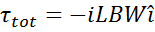 τ_tot = −iLBWî